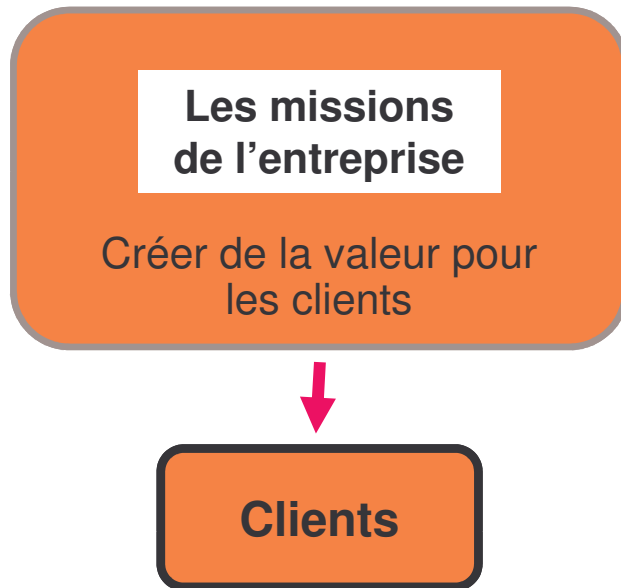 Les missions
de l’entreprise
Créer de la valeur pour
les clients
Clients